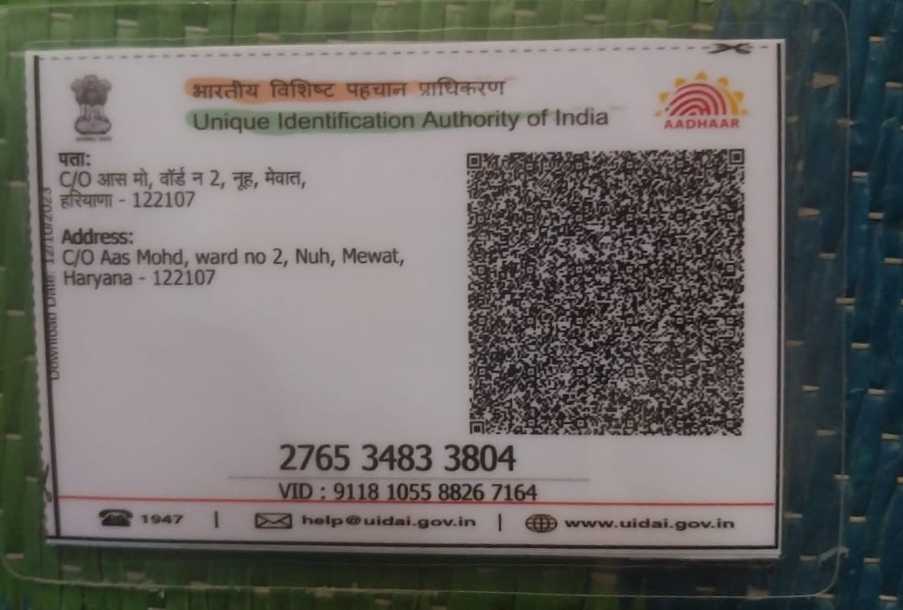 भारतीय विशिष्ट पहचान प्राधिकरण
Unique Identification Authority of India
AADHAAR
पता:
C/O आस मो, वॉर्ड न 2, नूह, मेवात,
हरियाणा - 122107
Address:
C/O Aas Mohd, ward no 2, Nuh, Mewat,
Haryana - 122107
Download Date: 12/10/2023
2765 3483 3804
VID : 9118 1055 8826 7164
1947 | help@uidai.gov.in | www.uidai.gov.in